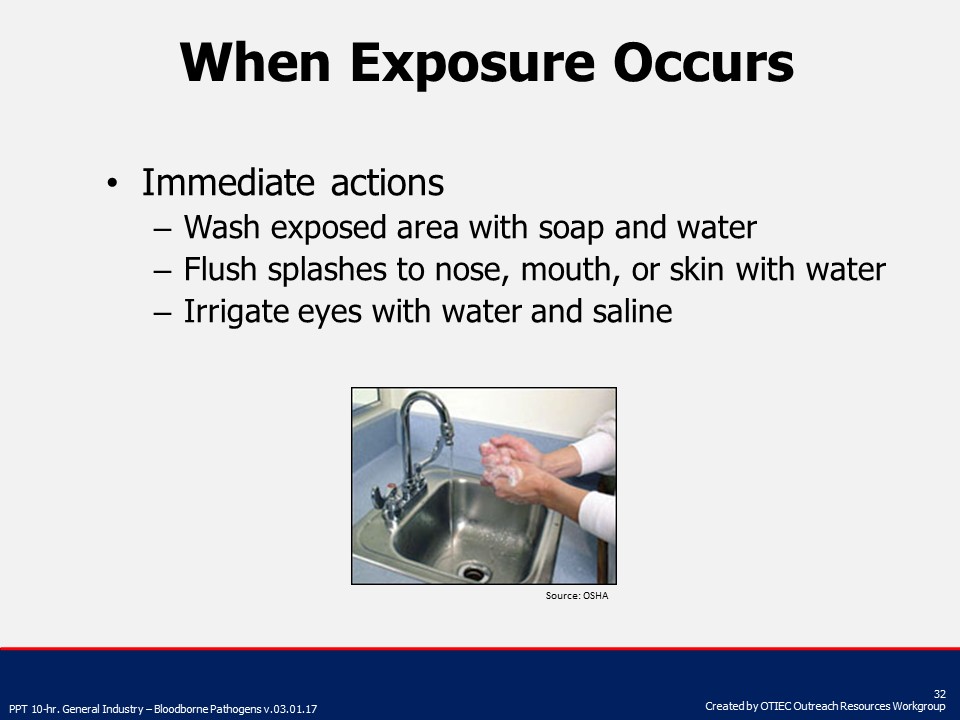 When Exposure Occurs
• Immediate actions
– Wash exposed area with soap and water
– Flush splashes to nose, mouth, or skin with water
– Irrigate eyes with water and saline
Source: OSHA
32
PPT 10-hr. General Industry – Bloodborne Pathogens v.03.01.17
Created by OTIEC Outreach Resources Workgroup